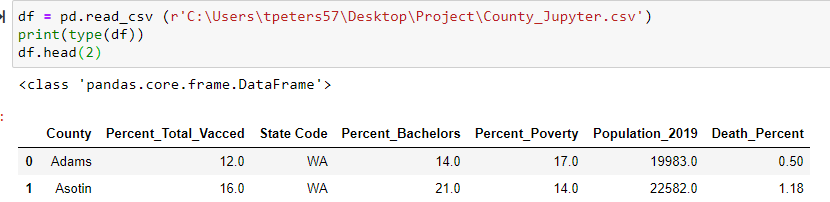 df = pd.read_csv (r'C:\Users\tpeters57\Desktop\Project\County_Jupyter.csv')
print(type(df))
df.head(2)
<class 'pandas.core.frame.DataFrame'>
:
County Percent_Total_Vacced State Code Percent_Bachelors Percent_Poverty Population_2019 Death_Percent
0 Adams 12.0 WA 14.0 17.0 19983.0 0.50
1 Asotin 16.0 WA 21.0 14.0 22582.0 1.18